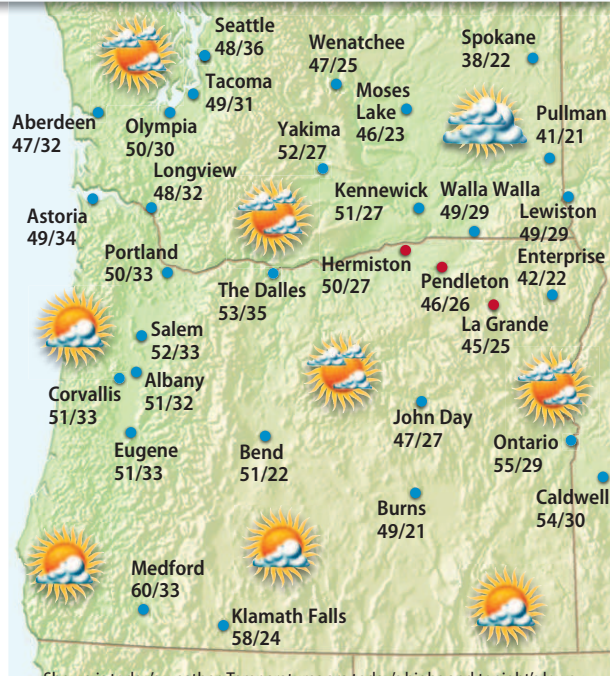 Seattle
48/36
Wenatchee
47/25
Spokane
38/22
Tacoma
49/31
Moses
Lake
46/23
Aberdeen
47/32
Olympia
50/30
Yakima
52/27
Pullman
41/21
Longview
48/32
Kennewick
51/27
Walla Walla
49/29
Lewiston
49/29
Astoria
49/34
Portland
50/33
The Dalles
53/35
Hermiston
50/27
Pendleton
46/26
Enterprise
42/22
La Grande
45/25
Salem
52/33
Albany
51/32
Corvallis
51/33
Eugene
51/33
Bend
51/22
John Day
47/27
Ontario
55/29
Caldwell
54/30
Burns
49/21
Medford
60/33
Klamath Falls
58/24